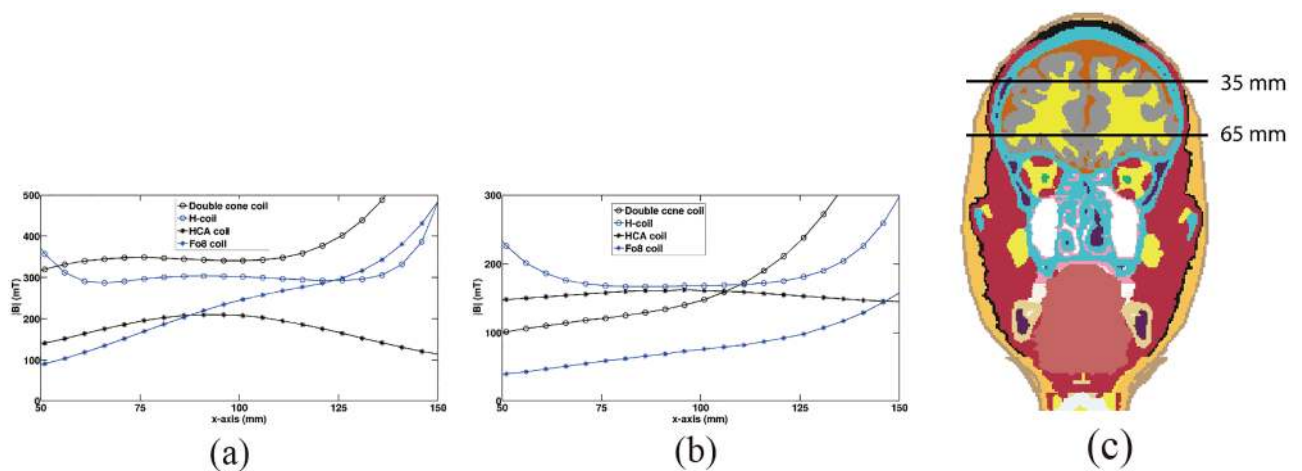 500
400
300
200
100
0
|B| (mT)
Double cone coil
H-coil
HCA coil
Fo8 coil
50
75
100
125
150
x-axis (mm)
(a)
300
200
100
0
|B| (mT)
Double cone coil
H-coil
HCA coil
Fo8 coil
50
75
100
125
150
x-axis (mm)
(b)
35 mm
65 mm
(c)